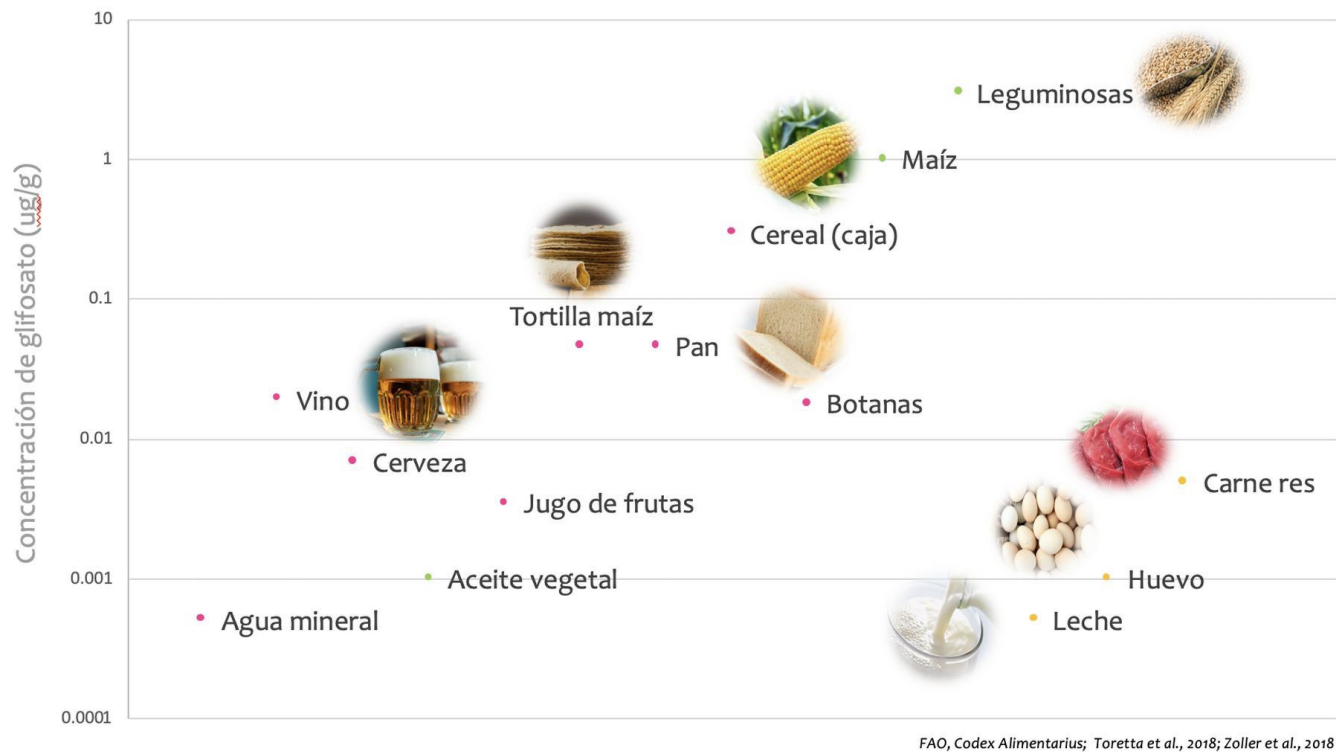 10
Leguminosas
1
Maíz
Cereal (caja)
0.1
Tortilla maíz
Pan
Vino
Botanas
0.01
Cerveza
Carne res
Jugo de frutas
0.001
Aceite vegetal
Huevo
Agua mineral
Leche
0.0001
Concentración de glifosato (ug/g)
FAO, Codex Alimentarius; Toretta et al., 2018; Zoller et al., 2018